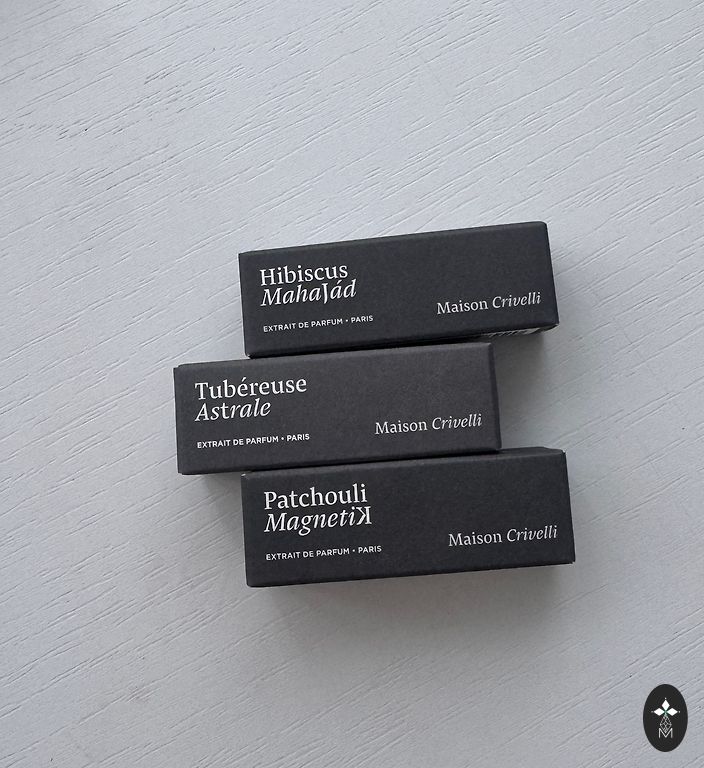 Hibiscus
MahaJád
EXTRAIT DE PARFUM • PARIS
Maison Crivelli
Tubéreuse
Astrale
EXTRAIT DE PARFUM • PARIS
Maison Crivelli
Patchouli
MagnetiK
EXTRAIT DE PARFUM • PARIS
Maison Crivelli
M